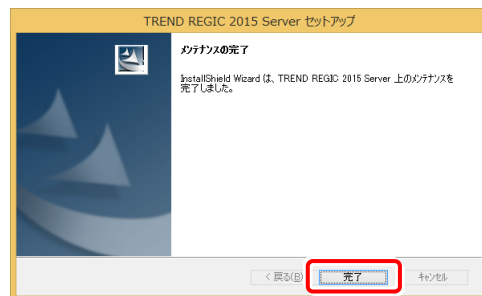 TREND REGIC 2015 Server セットアップ
メンテナンスの完了
InstallShield Wizard は、TREND REGIC 2015 Server 上のメンテナンスを
完了しました。
< 戻る(B)
完了
キャンセル